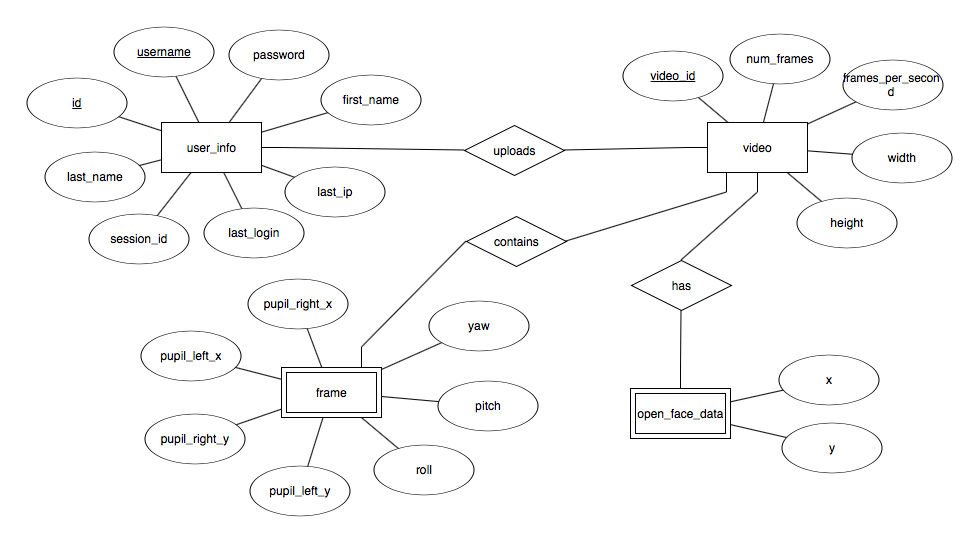 username
password
id
first_name
user_info
last_name
last_ip
session_id
last_login
uploads
video_id
num_frames
frames_per_secon
d
video
width
height
contains
has
pupil_right_x
yaw
pupil_left_x
frame
pitch
pupil_right_y
roll
pupil_left_y
open_face_data
x
y